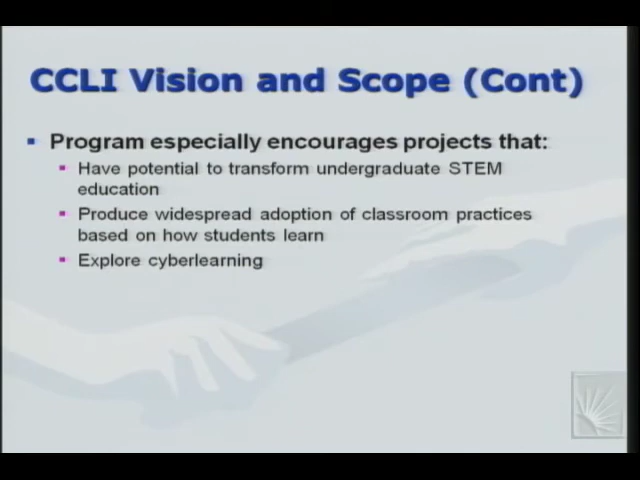 CCLI Vision and Scope (Cont)
Program especially encourages projects that:
Have potential to transform undergraduate STEM
education
Produce widespread adoption of classroom practices
based on how students learn
Explore cyberlearning